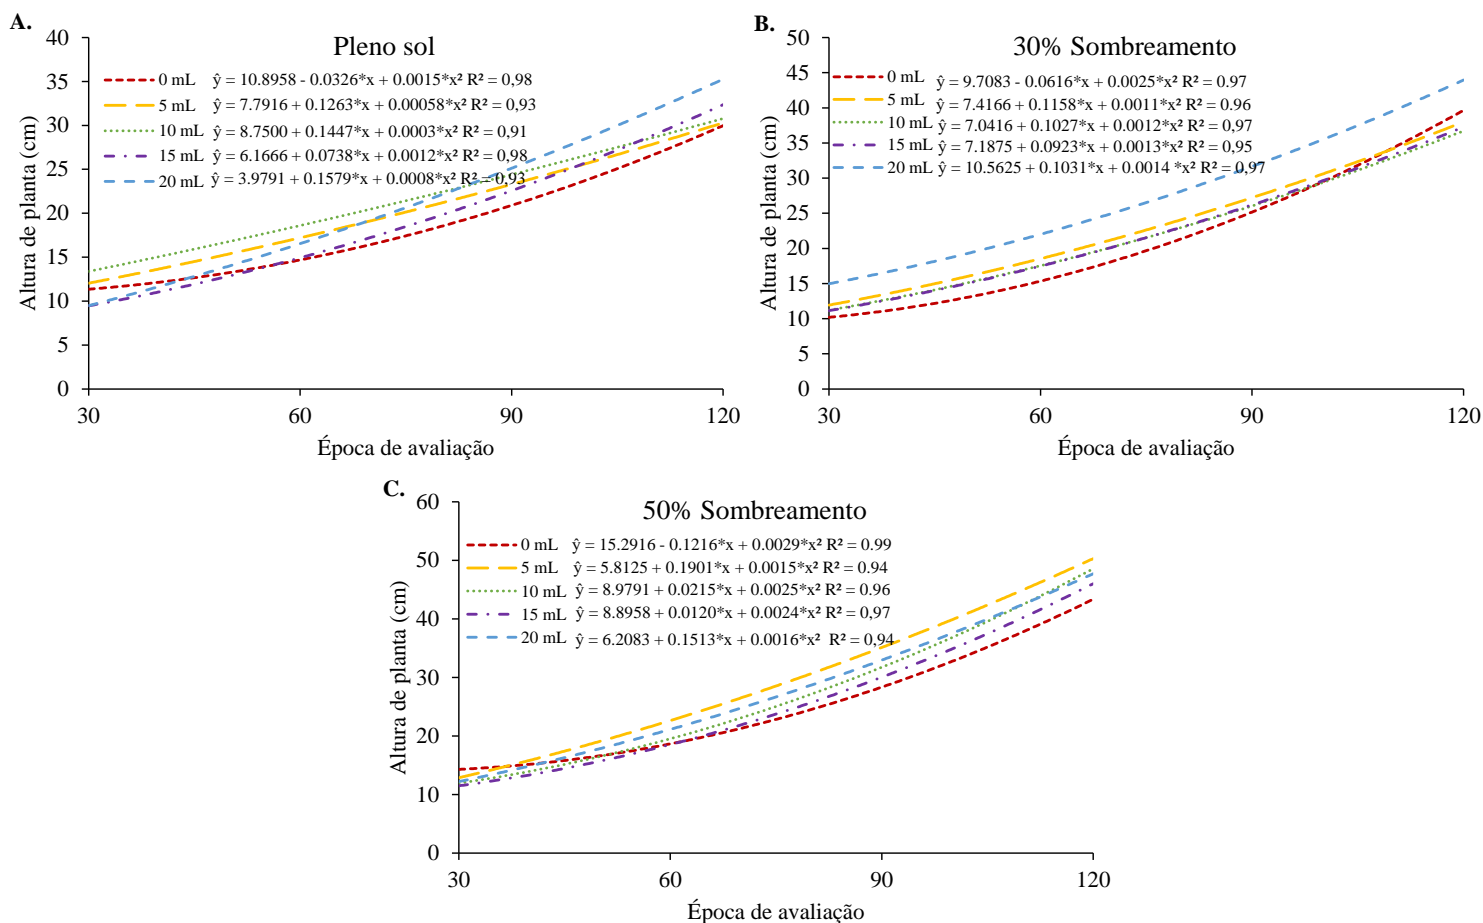 A.
Pleno sol
0 mL ŷ = 10.8958 - 0.0326*x + 0.0015*x² R² = 0,98
5 mL ŷ = 7.7916 + 0.1263*x + 0.00058*x² R² = 0,93
10 mL ŷ = 8.7500 + 0.1447*x + 0.0003*x² R² = 0,91
15 mL ŷ = 6.1666 + 0.0738*x + 0.0012*x² R² = 0,98
20 mL ŷ = 3.9791 + 0.1579*x + 0.0008*x² R² = 0,93
Altura de planta (cm)
40
35
30
25
20
15
10
5
0
30 60 90 120
Época de avaliação
B.
30% Sombreamento
0 mL ŷ = 9.7083 - 0.0616*x + 0.0025*x² R² = 0.97
5 mL ŷ = 7.4166 + 0.1158*x + 0.0011*x² R² = 0.96
10 mL ŷ = 7.0416 + 0.1027*x + 0.0012*x² R² = 0,97
15 mL ŷ = 7.1875 + 0.0923*x + 0.0013*x² R² = 0,95
20 mL ŷ = 10.5625 + 0.1031*x + 0.0014 *x² R² = 0,97
Altura de planta (cm)
50
45
40
35
30
25
20
15
10
5
0
30 60 90 120
Época de avaliação
C.
50% Sombreamento
0 mL ŷ = 15.2916 - 0.1216*x + 0.0029*x² R² = 0.99
5 mL ŷ = 5.8125 + 0.1901*x + 0.0015*x² R² = 0.94
10 mL ŷ = 8.9791 + 0.0215*x + 0.0025*x² R² = 0.96
15 mL ŷ = 8.8958 + 0.0120*x + 0.0024*x² R² = 0,97
20 mL ŷ = 6.2083 + 0.1513*x + 0.0016*x² R² = 0,94
Altura de planta (cm)
60
50
40
30
20
10
0
30 60 90 120
Época de avaliação